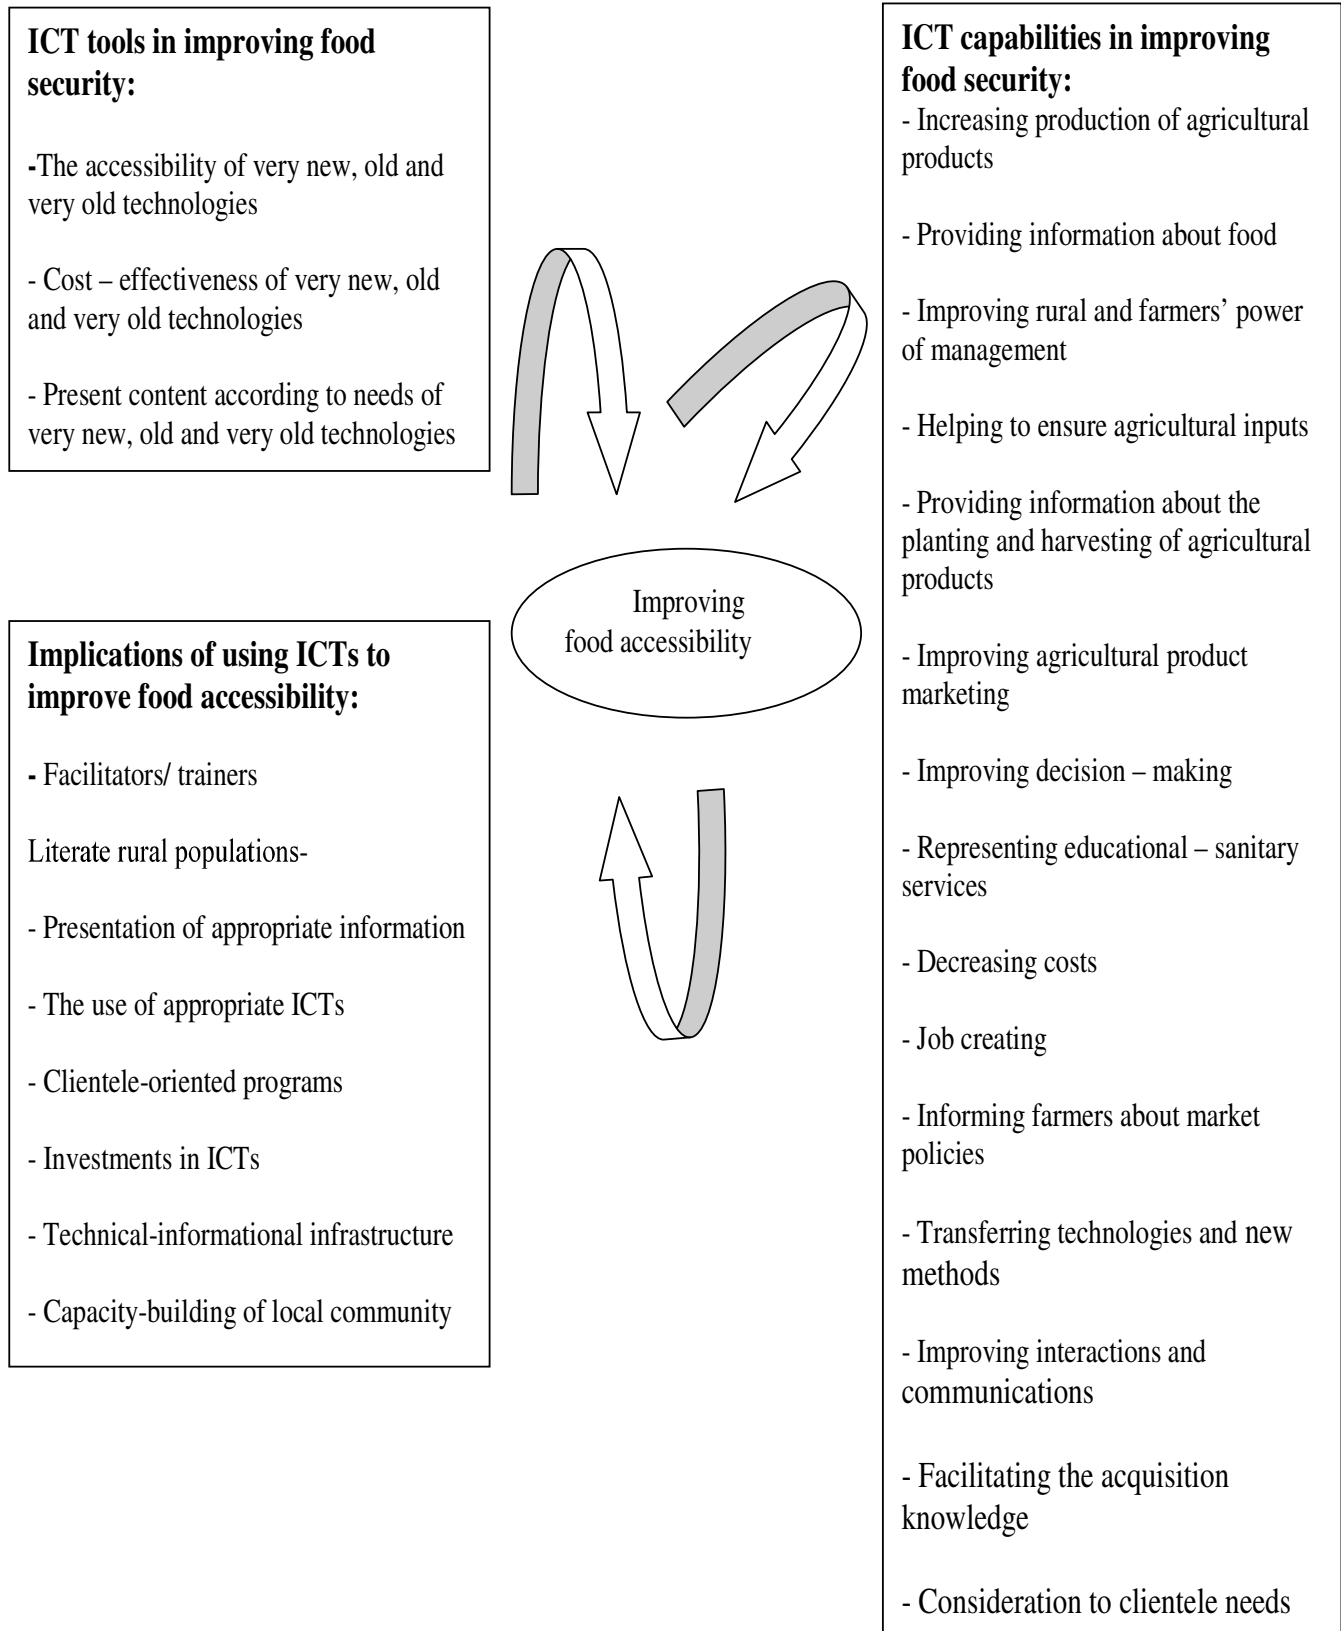 ICT tools in improving food
security:
-The accessibility of very new, old and
very old technologies
- Cost – effectiveness of very new, old
and very old technologies
- Present content according to needs of
very new, old and very old technologies
Implications of using ICTs to
improve food accessibility:
- Facilitators/ trainers
Literate rural populations-
- Presentation of appropriate information
- The use of appropriate ICTs
- Clientele-oriented programs
- Investments in ICTs
- Technical-informational infrastructure
- Capacity-building of local community
Improving
food accessibility
ICT capabilities in improving
food security:
- Increasing production of agricultural
products
- Providing information about food
- Improving rural and farmers’ power
of management
- Helping to ensure agricultural inputs
- Providing information about the
planting and harvesting of agricultural
products
- Improving agricultural product
marketing
- Improving decision – making
- Representing educational – sanitary
services
- Decreasing costs
- Job creating
- Informing farmers about market
policies
- Transferring technologies and new
methods
- Improving interactions and
communications
- Facilitating the acquisition
knowledge
- Consideration to clientele needs